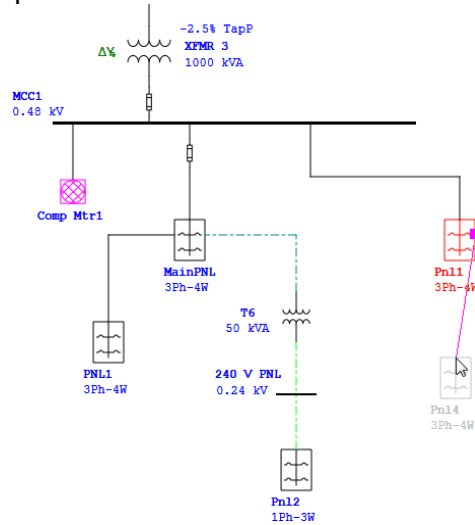 -2.5% TapP
XFMR 3
1000 kVA
MCC1
0.48 kV
Comp Mtr1
MainPNL
3Ph-4W
Pnl1
3Ph-4W
T6
50 kVA
PNL1
3Ph-4W
240 V PNL
0.24 kV
Pnl4
3Ph-4W
Pnl2
1Ph-3W